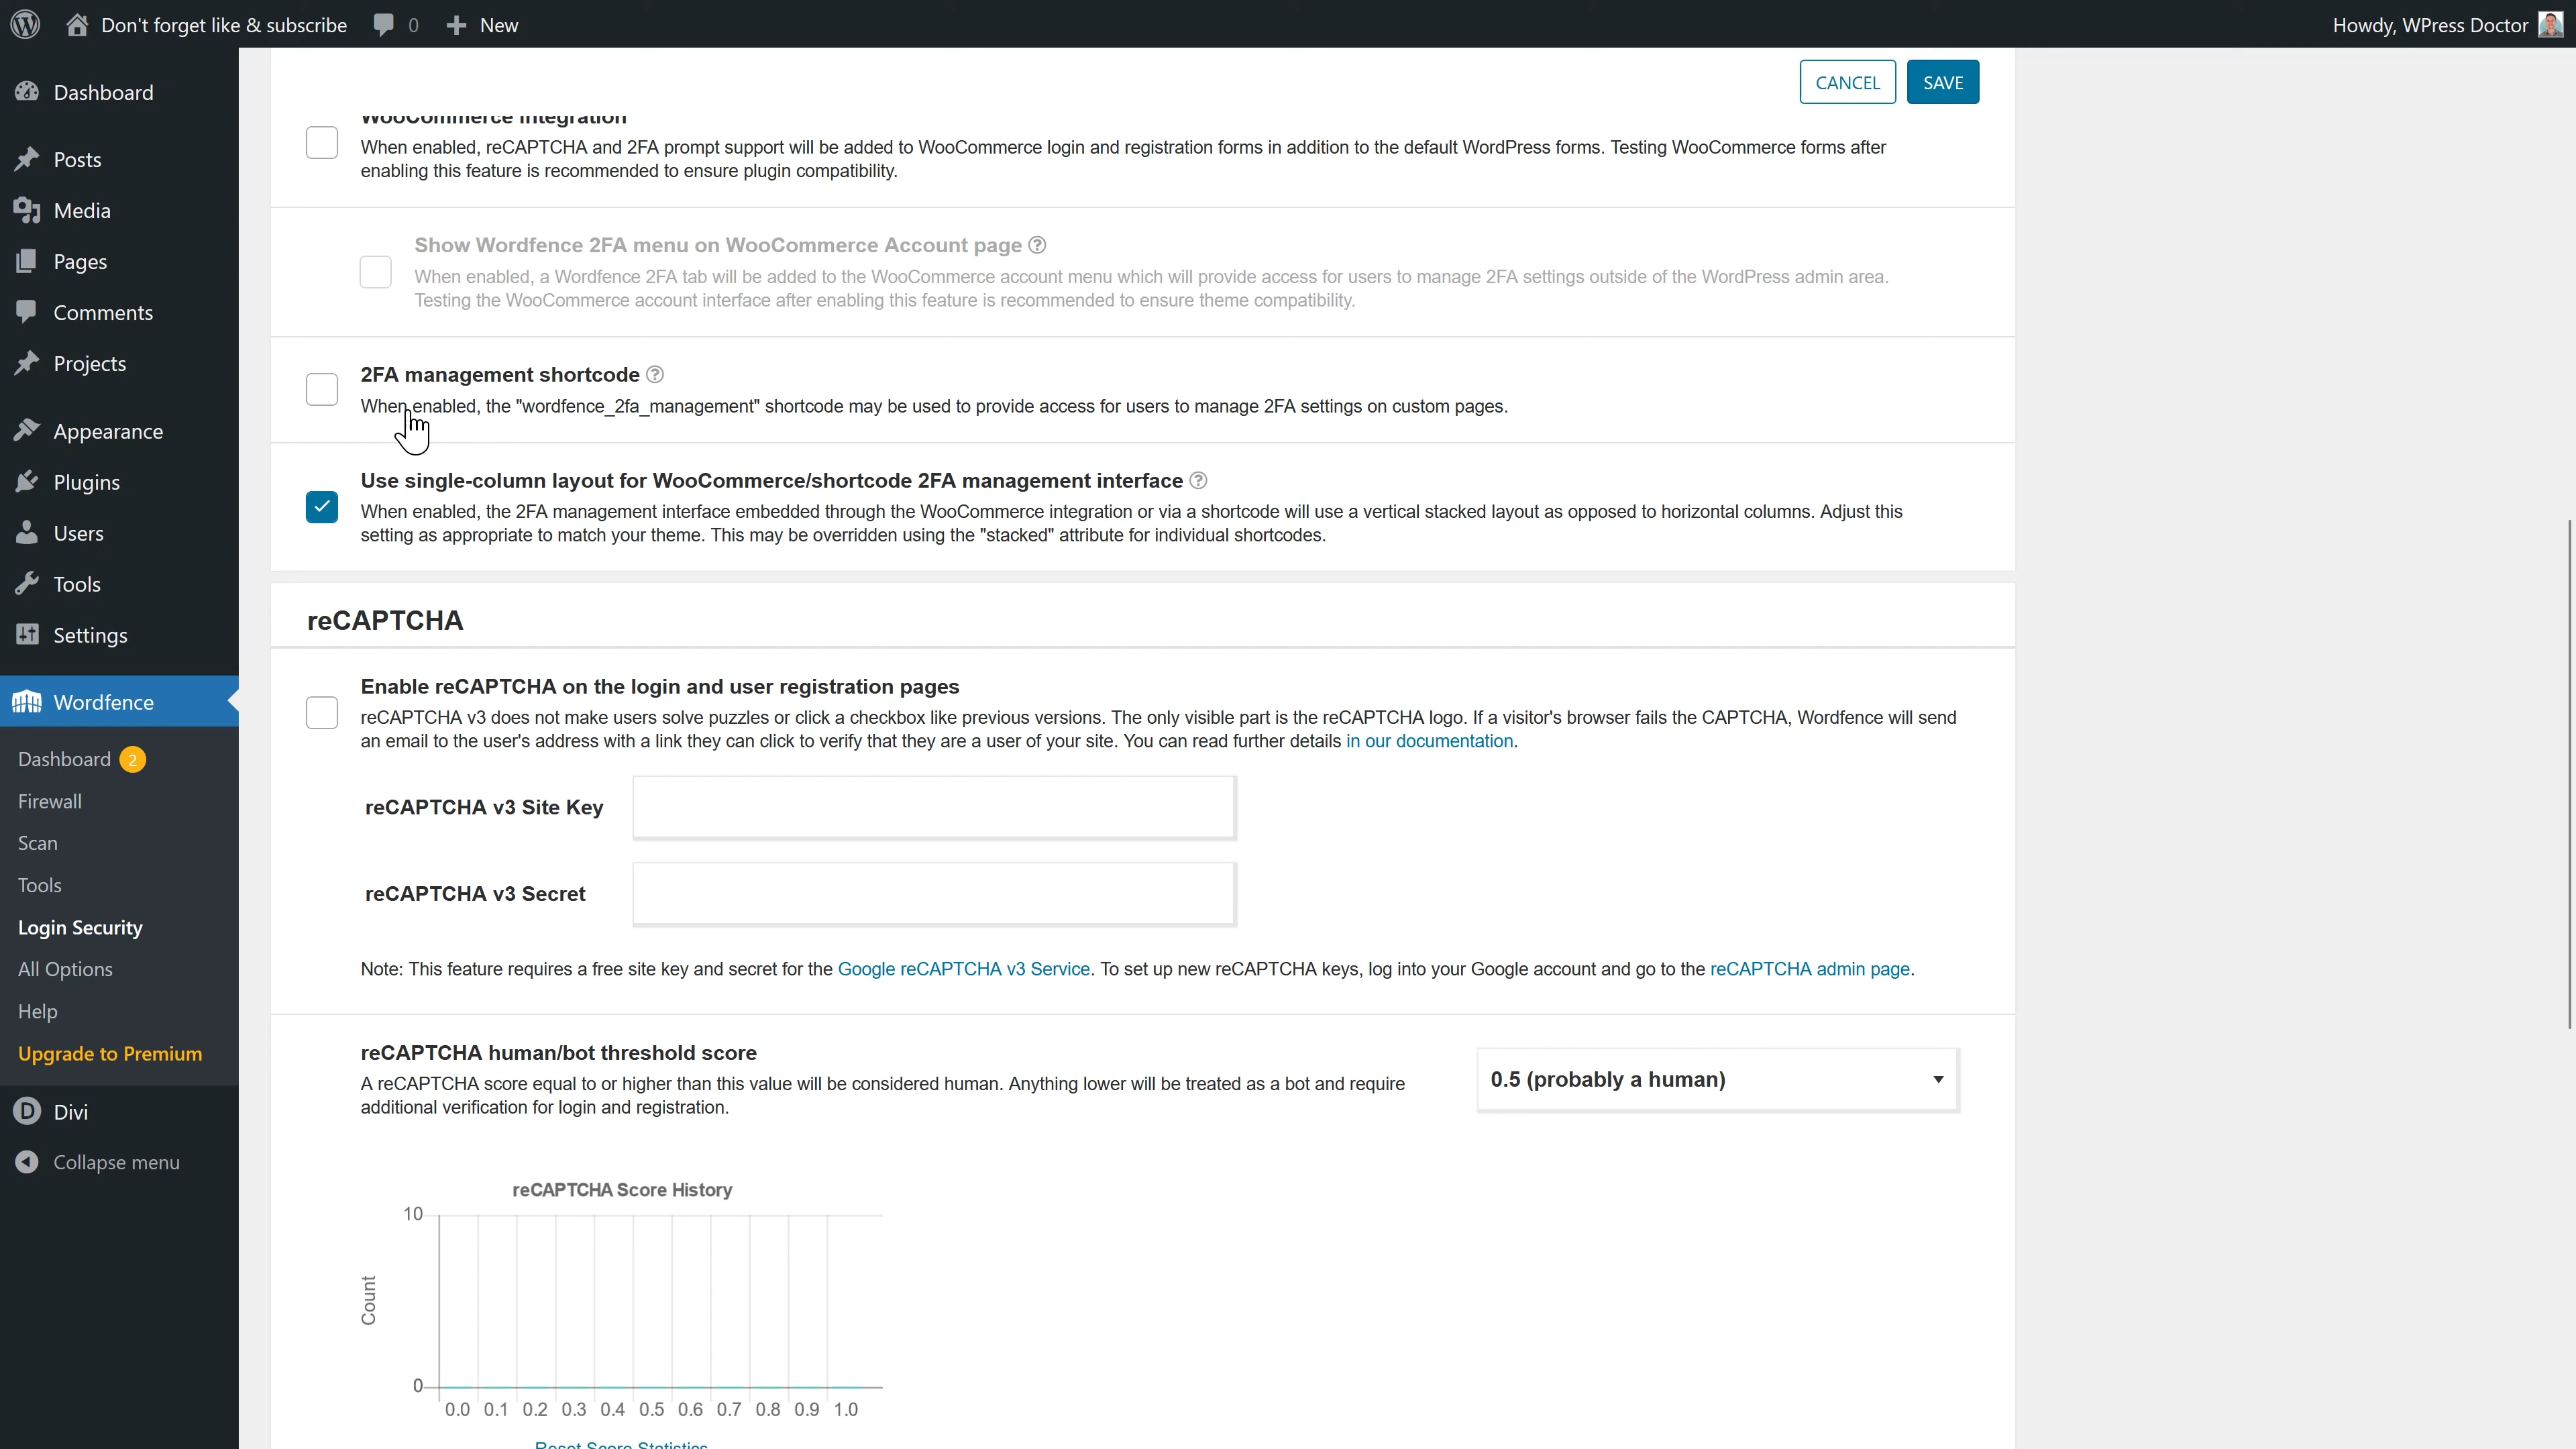 Don't forget like & subscribe
0
New
Howdy, WPress Doctor
Dashboard
Posts
Media
Pages
Comments
Projects
Appearance
Plugins
Users
Tools
Settings
Wordfence
Dashboard 2
Firewall
Scan
Tools
Login Security
All Options
Help
Upgrade to Premium
Divi
Collapse menu
CANCEL
SAVE
WooCommerce integration
When enabled, reCAPTCHA and 2FA prompt support will be added to WooCommerce login and registration forms in addition to the default WordPress forms. Testing WooCommerce forms after
enabling this feature is recommended to ensure plugin compatibility.
Show Wordfence 2FA menu on WooCommerce Account page ?
When enabled, a Wordfence 2FA tab will be added to the WooCommerce account menu which will provide access for users to manage 2FA settings outside of the WordPress admin area.
Testing the WooCommerce account interface after enabling this feature is recommended to ensure theme compatibility.
2FA management shortcode ?
When enabled, the "wordfence_2fa_management" shortcode may be used to provide access for users to manage 2FA settings on custom pages.
Use single-column layout for WooCommerce/shortcode 2FA management interface ?
When enabled, the 2FA management interface embedded through the WooCommerce integration or via a shortcode will use a vertical stacked layout as opposed to horizontal columns. Adjust this
setting as appropriate to match your theme. This may be overridden using the "stacked" attribute for individual shortcodes.
reCAPTCHA
Enable reCAPTCHA on the login and user registration pages
reCAPTCHA v3 does not make users solve puzzles or click a checkbox like previous versions. The only visible part is the reCAPTCHA logo. If a visitor's browser fails the CAPTCHA, Wordfence will send
an email to the user's address with a link they can click to verify that they are a user of your site. You can read further details in our documentation.
reCAPTCHA v3 Site Key
reCAPTCHA v3 Secret
Note: This feature requires a free site key and secret for the Google reCAPTCHA v3 Service. To set up new reCAPTCHA keys, log into your Google account and go to the reCAPTCHA admin page.
reCAPTCHA human/bot threshold score
A reCAPTCHA score equal to or higher than this value will be considered human. Anything lower will be treated as a bot and require
additional verification for login and registration.
0.5 (probably a human)
reCAPTCHA Score History
10
Count
0
0.0 0.1 0.2 0.3 0.4 0.5 0.6 0.7 0.8 0.9 1.0
Reset Score Statistics